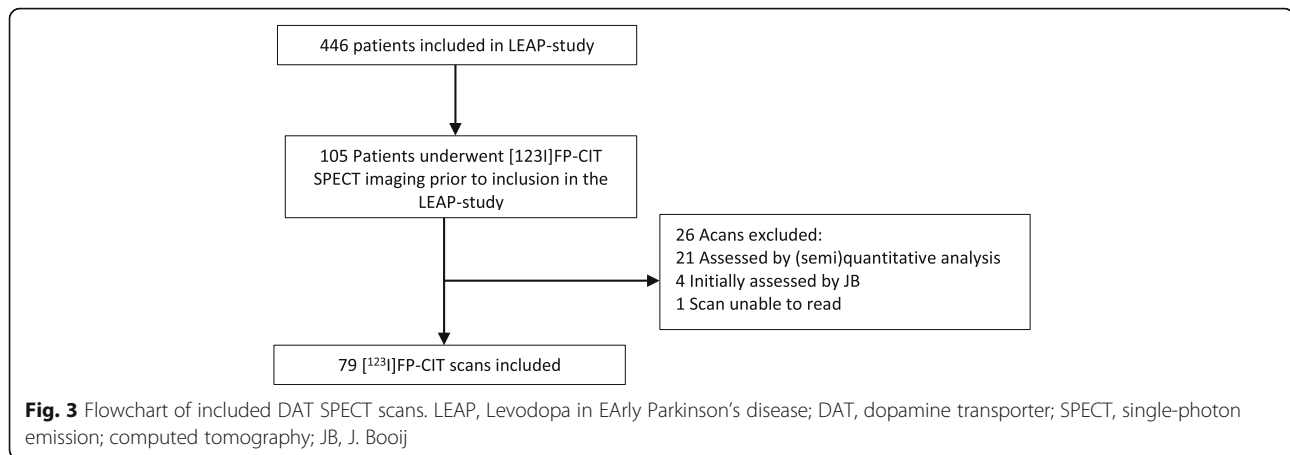 446 patients included in LEAP-study
105 Patients underwent [123I]FP-CIT
SPECT imaging prior to inclusion in the
LEAP-study
26 Acans excluded:
21 Assessed by (semi)quantitative analysis
4 Initially assessed by JB
1 Scan unable to read
79 [¹²³I]FP-CIT scans included
Fig. 3 Flowchart of included DAT SPECT scans. LEAP, Levodopa in EArly Parkinson’s disease; DAT, dopamine transporter; SPECT, single-photon
emission; computed tomography; JB, J. Booij